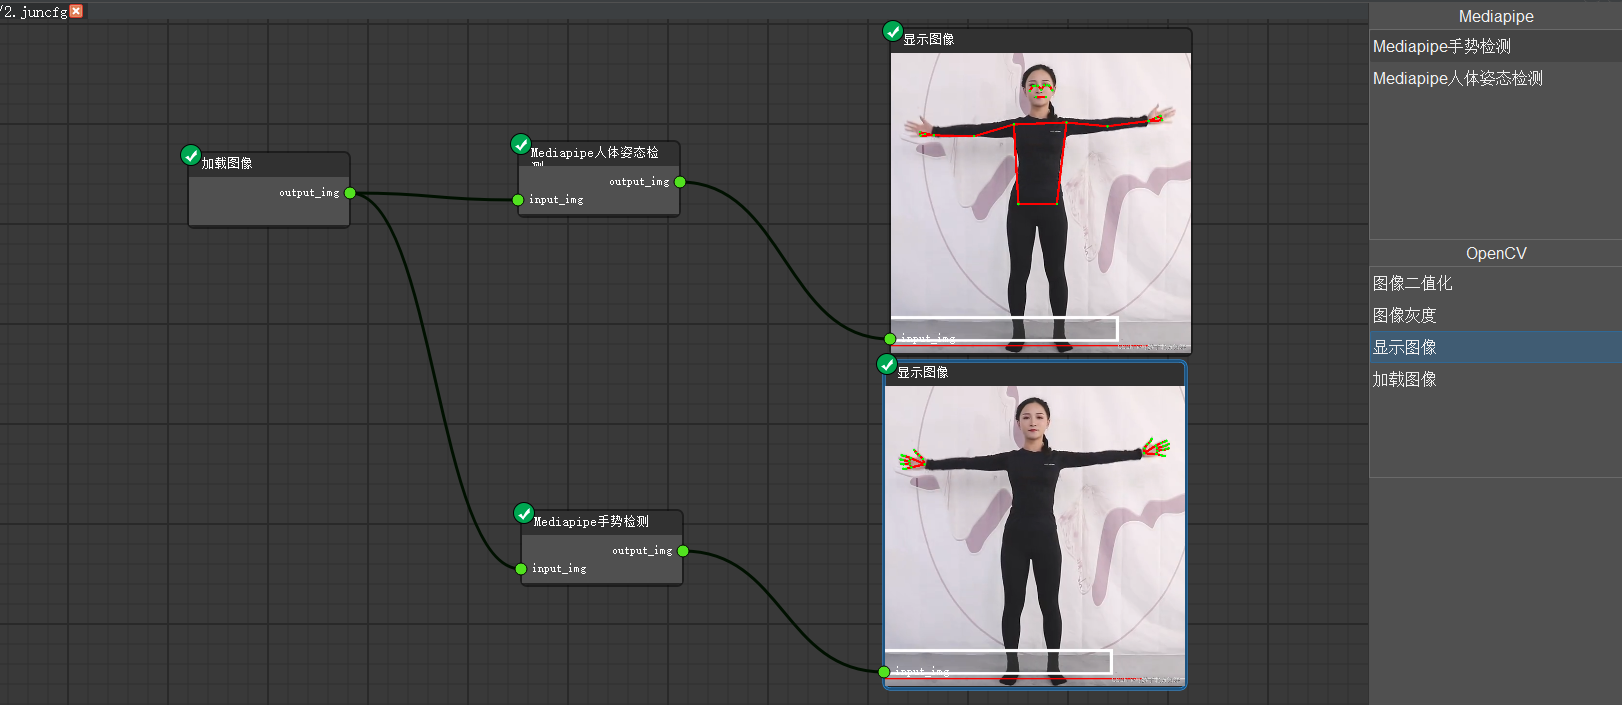 /2.juncfg
加载图像
output_img
Mediapipe人体姿态检
output_img
input_img
显示图像
input_img
显示图像
input_img
Mediapipe手势检测
output_img
input_img
Mediapipe
Mediapipe手势检测
Mediapipe人体姿态检测
OpenCV
图像二值化
图像灰度
显示图像
加载图像